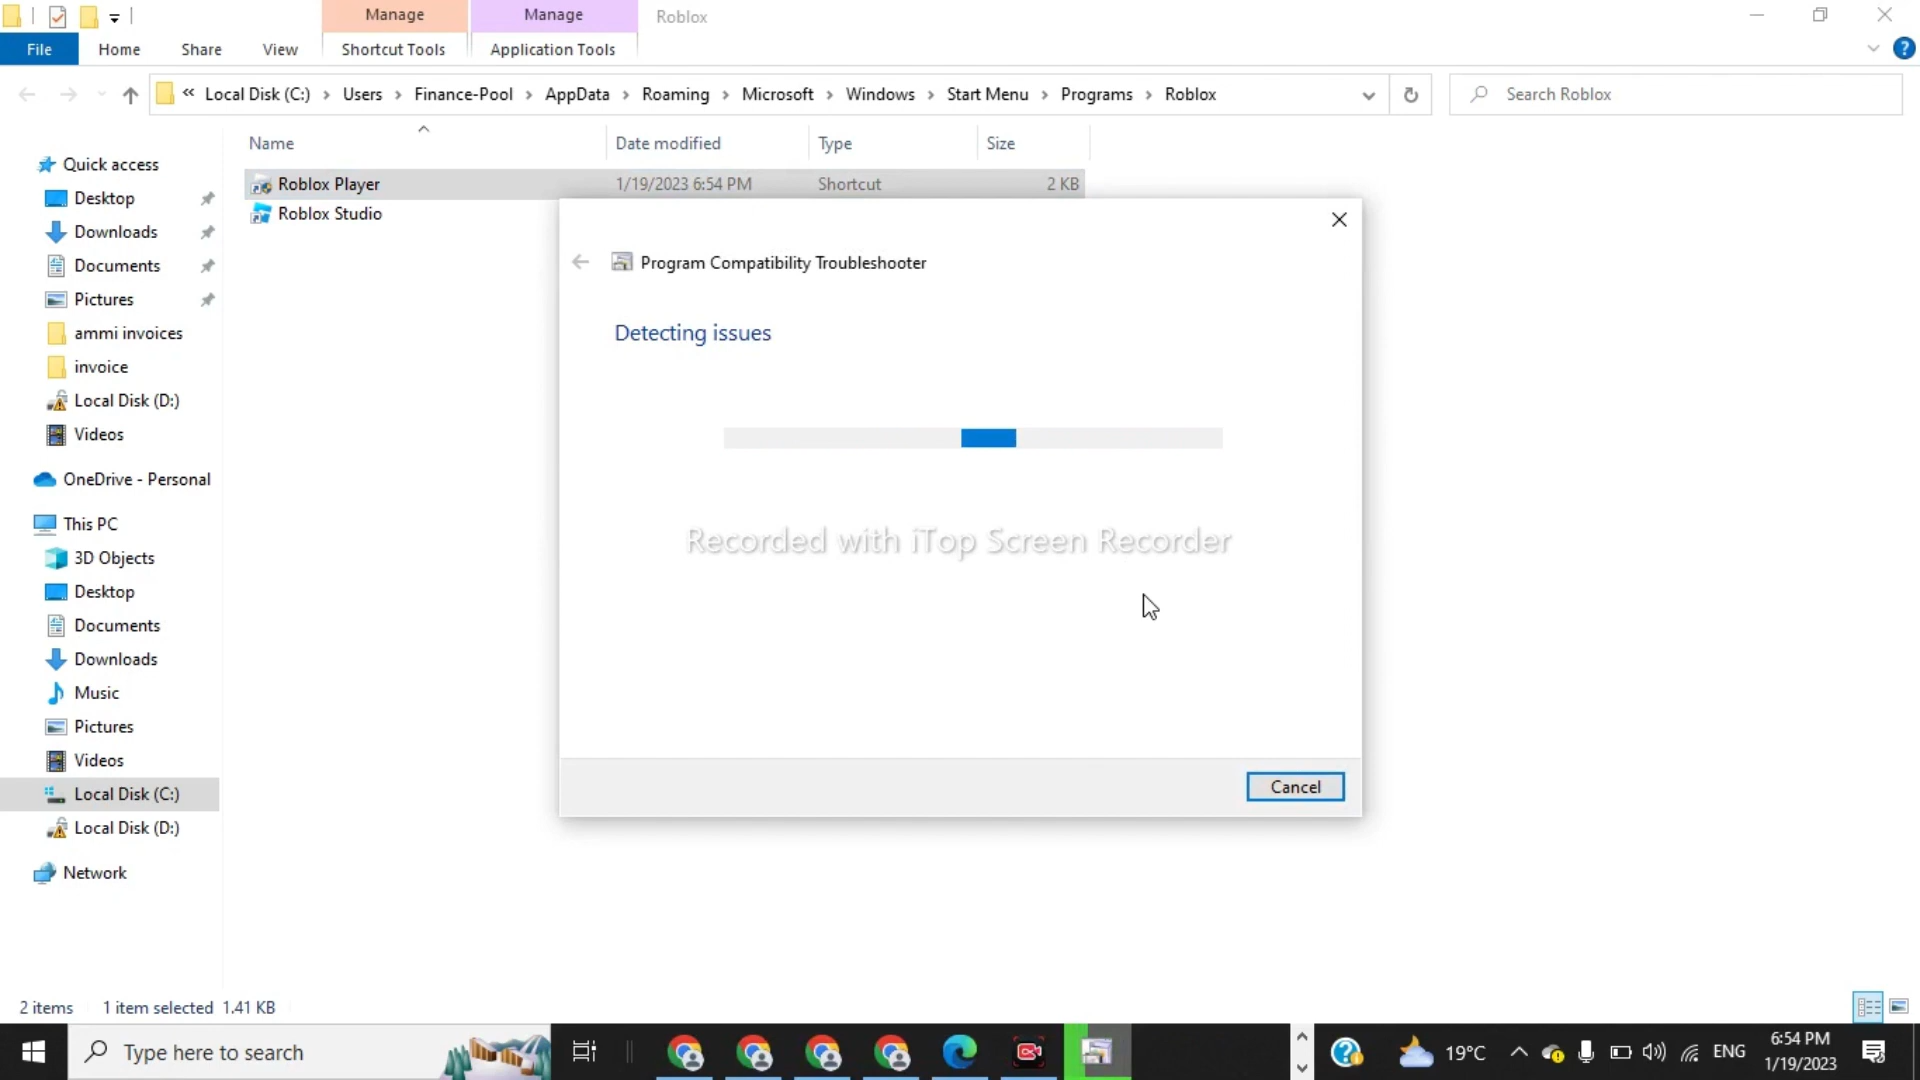 Manage
Manage
Roblox
File
Home
Share
View
Shortcut Tools
Application Tools
?
« Local Disk (C:) › Users › Finance-Pool › AppData › Roaming › Microsoft › Windows › Start Menu › Programs › Roblox
Search Roblox
Name
Date modified
Type
Size
Quick access
Desktop
Downloads
Documents
Pictures
ammi invoices
invoice
Local Disk (D:)
Videos
OneDrive - Personal
This PC
3D Objects
Desktop
Documents
Downloads
Music
Pictures
Videos
Local Disk (C:)
Local Disk (D:)
Network
Roblox Player
1/19/2023 6:54 PM
Shortcut
2 KB
Roblox Studio
Program Compatibility Troubleshooter
Detecting issues
Recorded with iTop Screen Recorder
Cancel
2 items
1 item selected 1.41 KB
Type here to search
19°C
ENG
6:54 PM
1/19/2023